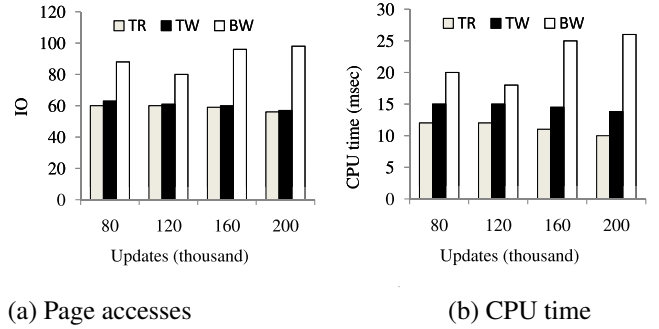 TR TW BW
120
100
80
60
40
20
0
IO
80 120 160 200
Updates (thousand)
(a) Page accesses
TR TW BW
30
25
20
15
10
5
0
CPU time (msec)
80 120 160 200
Updates (thousand)
(b) CPU time